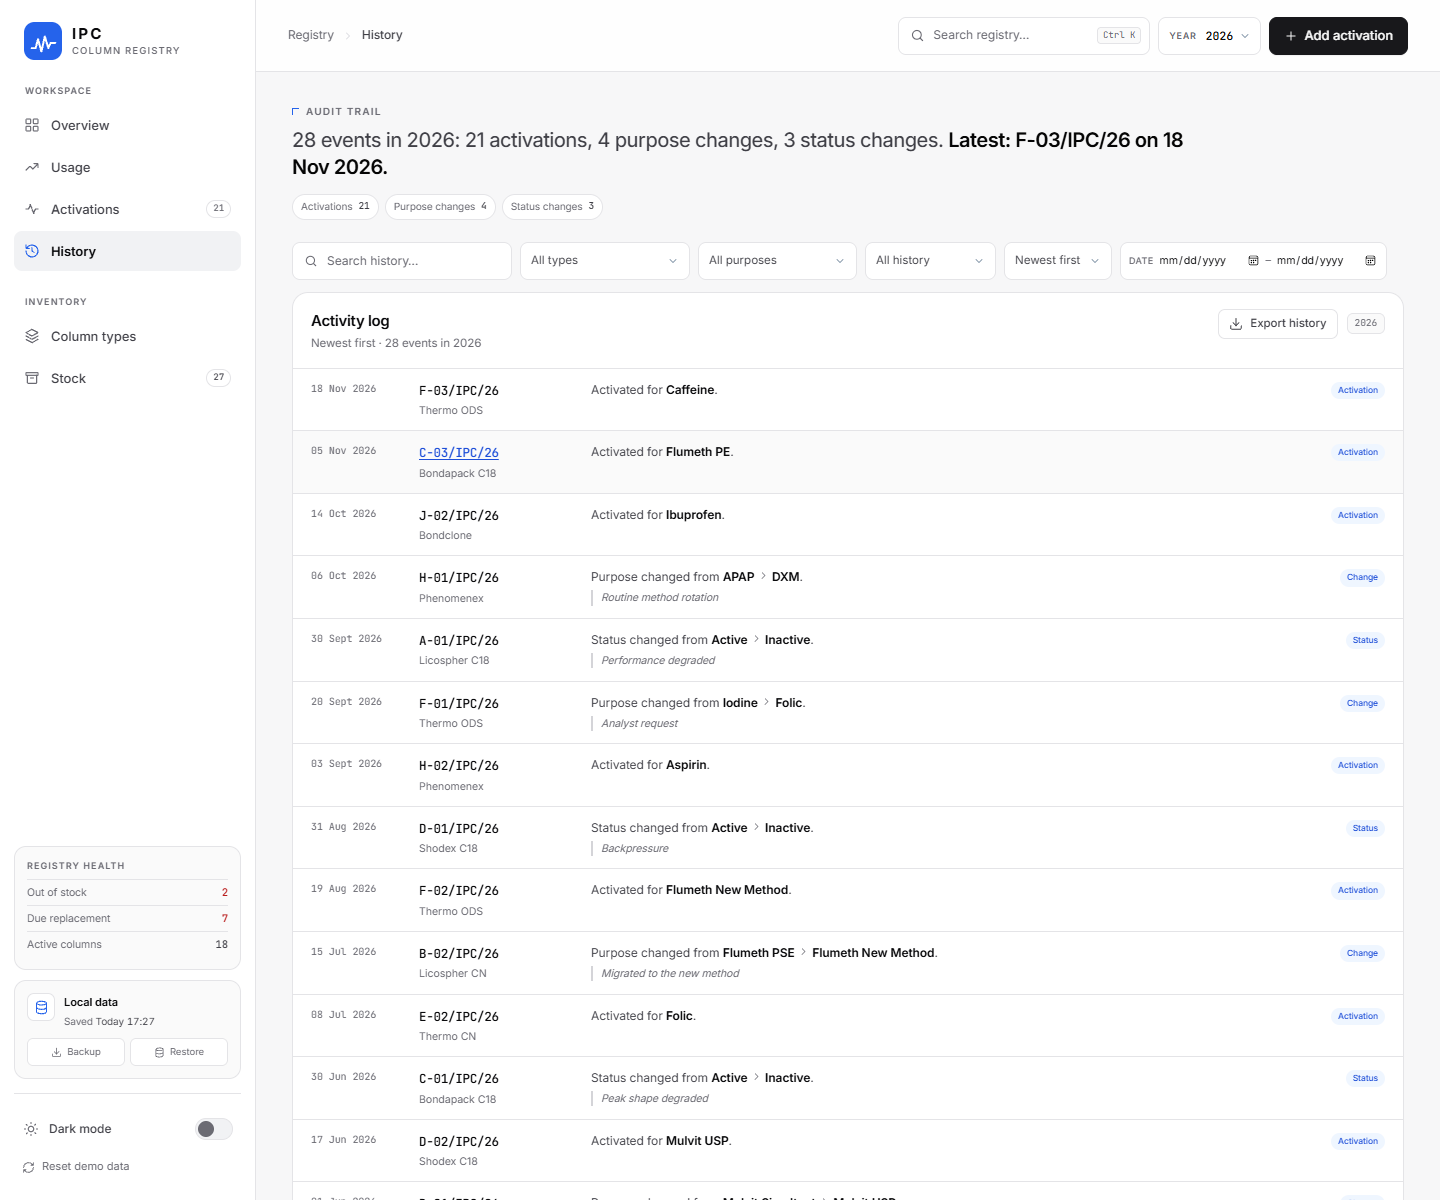 IPC
COLUMN REGISTRY
WORKSPACE
Overview
Usage
Activations 21
History
INVENTORY
Column types
Stock 27
REGISTRY HEALTH
Out of stock 2
Due replacement 7
Active columns 18
Local data
Saved Today 17:27
Backup Restore
Dark mode
Reset demo data
Registry > History
Search registry... Ctrl K
YEAR 2026
+ Add activation
AUDIT TRAIL
28 events in 2026: 21 activations, 4 purpose changes, 3 status changes. Latest: F-03/IPC/26 on 18
Nov 2026.
Activations 21 Purpose changes 4 Status changes 3
Search history... All types All purposes All history Newest first DATE mm/dd/yyyy – mm/dd/yyyy
Activity log
Newest first · 28 events in 2026
Export history 2026
18 Nov 2026 F-03/IPC/26 Activated for Caffeine. Activation
Thermo ODS
05 Nov 2026 C-03/IPC/26 Activated for Flumeth PE. Activation
Bondapack C18
14 Oct 2026 J-02/IPC/26 Activated for Ibuprofen. Activation
Bondclone
06 Oct 2026 H-01/IPC/26 Purpose changed from APAP > DXM. Change
Phenomenex Routine method rotation
30 Sept 2026 A-01/IPC/26 Status changed from Active > Inactive. Status
Licospher C18 Performance degraded
20 Sept 2026 F-01/IPC/26 Purpose changed from Iodine > Folic. Change
Thermo ODS Analyst request
03 Sept 2026 H-02/IPC/26 Activated for Aspirin. Activation
Phenomenex
31 Aug 2026 D-01/IPC/26 Status changed from Active > Inactive. Status
Shodex C18 Backpressure
19 Aug 2026 F-02/IPC/26 Activated for Flumeth New Method. Activation
Thermo ODS
15 Jul 2026 B-02/IPC/26 Purpose changed from Flumeth PSE > Flumeth New Method. Change
Licospher CN Migrated to the new method
08 Jul 2026 E-02/IPC/26 Activated for Folic. Activation
Thermo CN
30 Jun 2026 C-01/IPC/26 Status changed from Active > Inactive. Status
Bondapack C18 Peak shape degraded
17 Jun 2026 D-02/IPC/26 Activated for Mulvit USP. Activation
Shodex C18